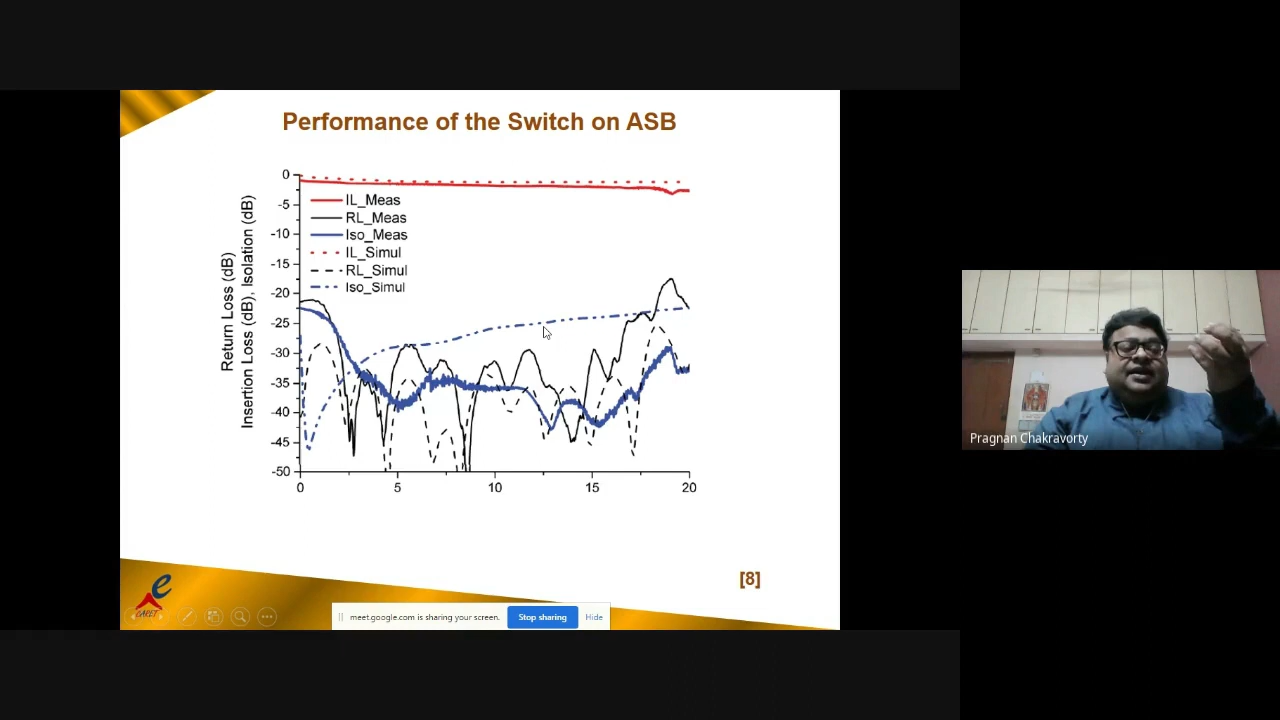 Performance of the Switch on ASB
Return Loss (dB)
Insertion Loss (dB), Isolation (dB)
0
-5
-10
-15
-20
-25
-30
-35
-40
-45
-50
IL_Meas
RL_Meas
Iso_Meas
IL_Simul
RL_Simul
Iso_Simul
0
5
10
15
20
[8]
e
CARET
meet.google.com is sharing your screen.
Stop sharing
Hide
Pragnan Chakravorty